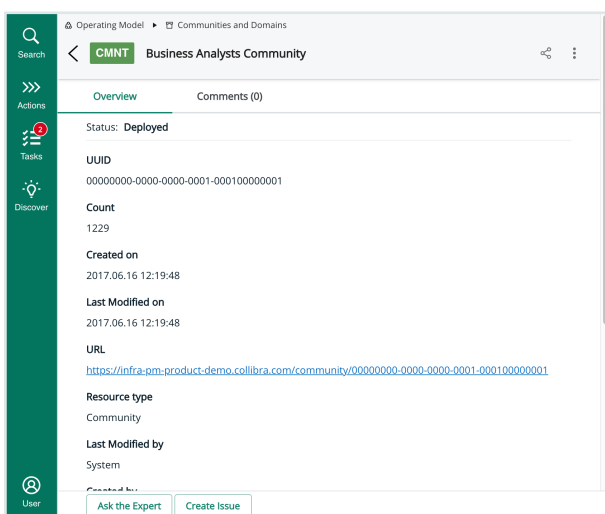 Operating Model ▸ Communities and Domains
CMNT Business Analysts Community
Search
Actions
2
Tasks
Discover
User
Overview Comments (0)
Status: Deployed
UUID
00000000-0000-0000-0001-000100000001
Count
1229
Created on
2017.06.16 12:19:48
Last Modified on
2017.06.16 12:19:48
URL
https://infra-pm-product-demo.collibra.com/community/00000000-0000-0000-0001-000100000001
Resource type
Community
Last Modified by
System
Created by
Ask the Expert Create Issue